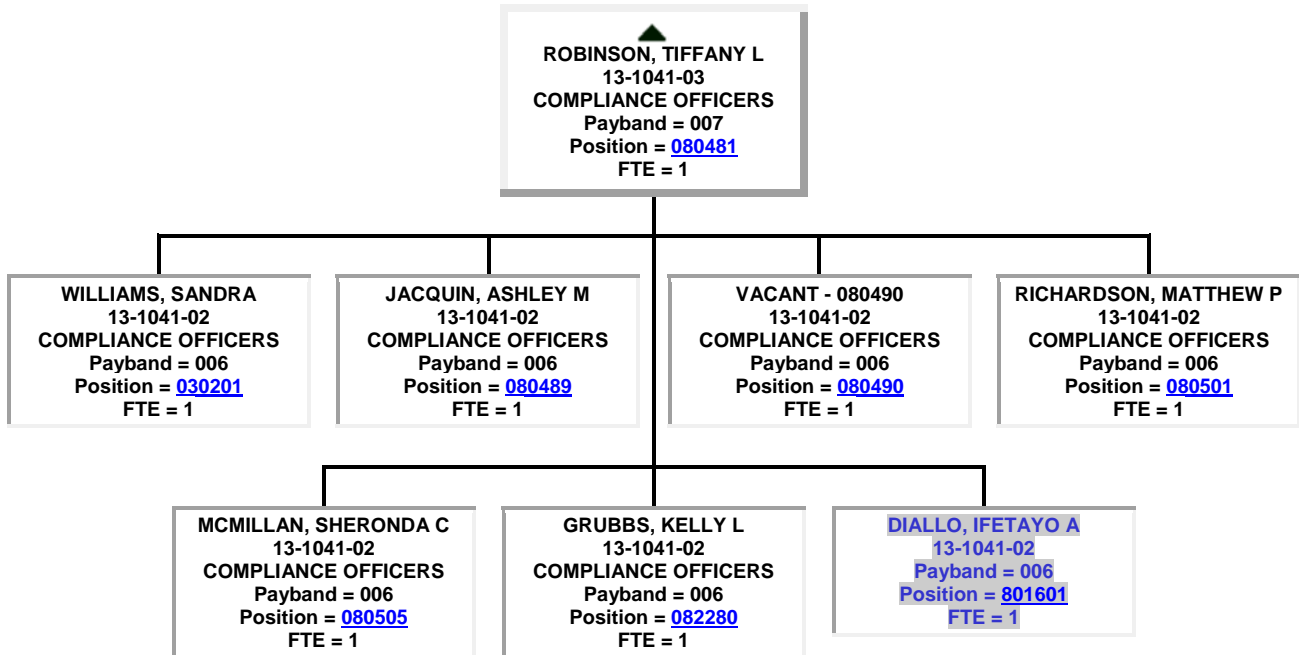 ROBINSON, TIFFANY L
13-1041-03
COMPLIANCE OFFICERS
Payband = 007
Position = 080481
FTE = 1
WILLIAMS, SANDRA
13-1041-02
COMPLIANCE OFFICERS
Payband = 006
Position = 030201
FTE = 1
JACQUIN, ASHLEY M
13-1041-02
COMPLIANCE OFFICERS
Payband = 006
Position = 080489
FTE = 1
VACANT - 080490
13-1041-02
COMPLIANCE OFFICERS
Payband = 006
Position = 080490
FTE = 1
RICHARDSON, MATTHEW P
13-1041-02
COMPLIANCE OFFICERS
Payband = 006
Position = 080501
FTE = 1
MCMILLAN, SHERONDA C
13-1041-02
COMPLIANCE OFFICERS
Payband = 006
Position = 080505
FTE = 1
GRUBBS, KELLY L
13-1041-02
COMPLIANCE OFFICERS
Payband = 006
Position = 082280
FTE = 1
DIALLO, IFETAYO A
13-1041-02
Payband = 006
Position = 801601
FTE = 1